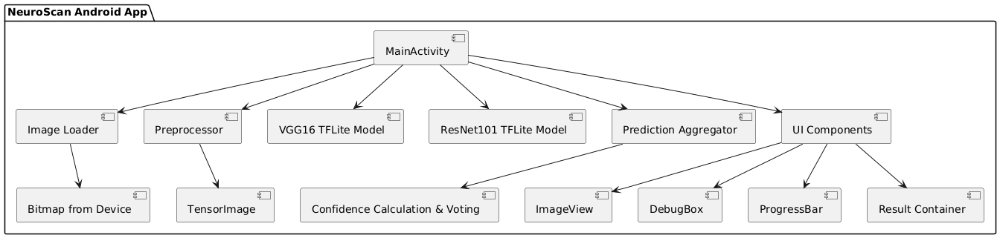 NeuroScan Android App
MainActivity
Image Loader
Preprocessor
VGG16 TFLite Model
ResNet101 TFLite Model
Prediction Aggregator
UI Components
Bitmap from Device
TensorImage
Confidence Calculation & Voting
ImageView
DebugBox
ProgressBar
Result Container